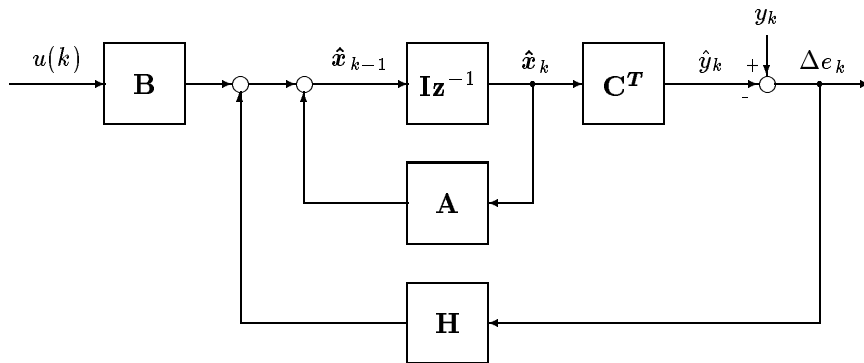 y_k
u(k)
B
x̂_{k−1}
Iz^{−1}
x̂_k
C^T
ŷ_k
+
-
Δe_k
A
H